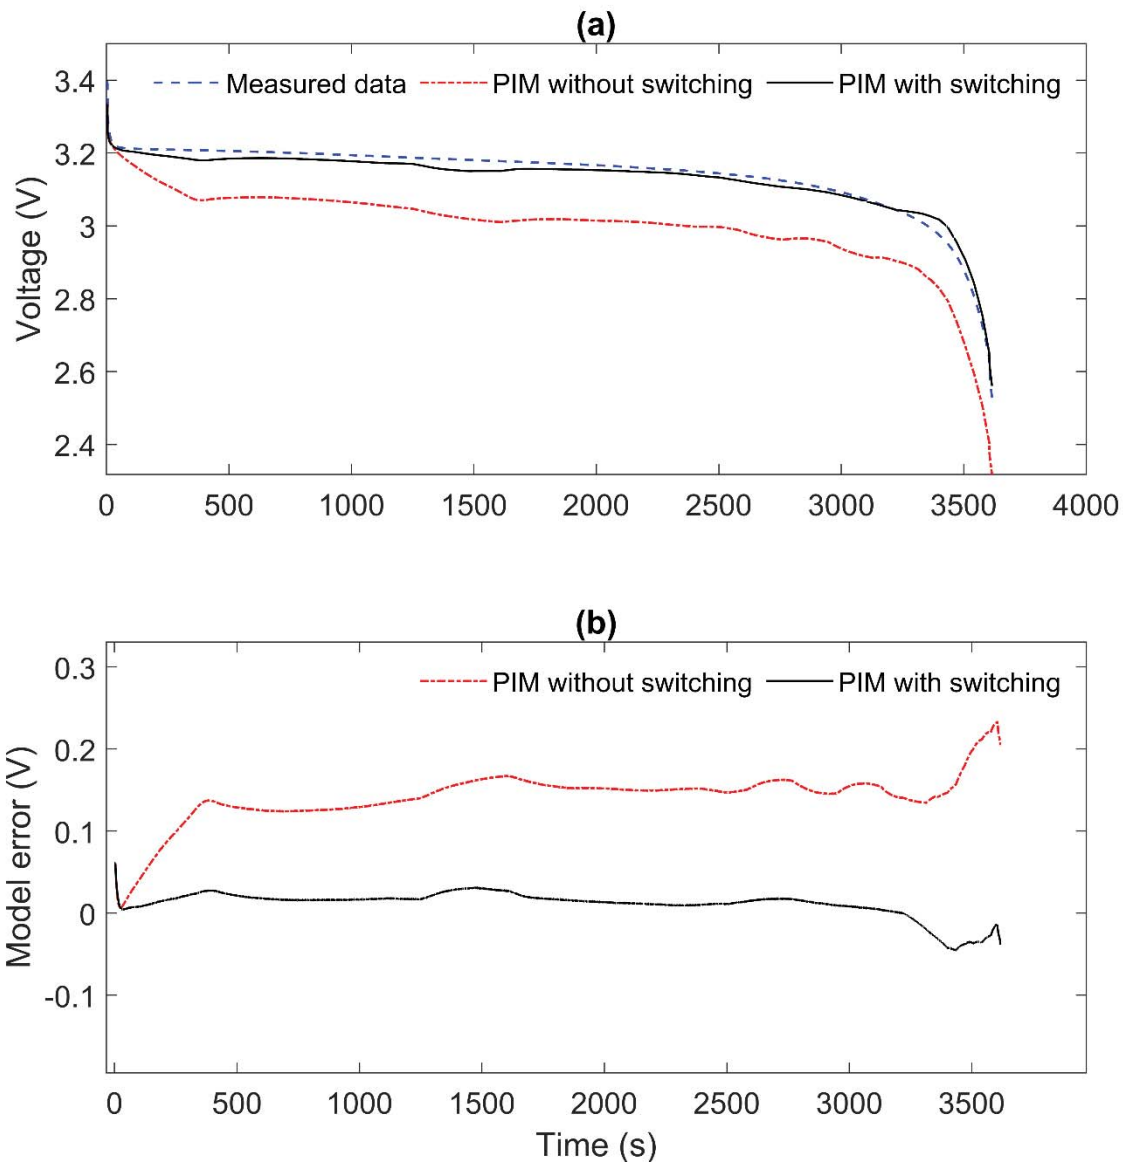 (a)
Measured data PIM without switching PIM with switching
3.4
3.2
3
2.8
2.6
2.4
Voltage (V)
0 500 1000 1500 2000 2500 3000 3500 4000
(b)
PIM without switching PIM with switching
0.3
0.2
0.1
0
-0.1
Model error (V)
0 500 1000 1500 2000 2500 3000 3500
Time (s)